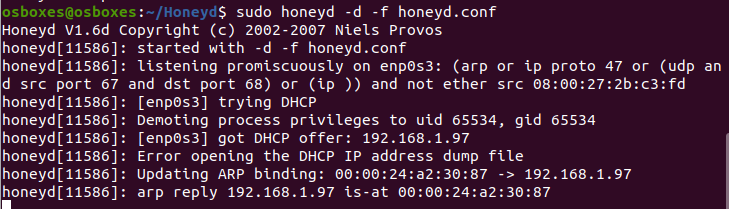 osboxes@osboxes:~/Honeyd$ sudo honeyd -d -f honeyd.conf
Honeyd V1.6d Copyright (c) 2002-2007 Niels Provos
honeyd[11586]: started with -d -f honeyd.conf
honeyd[11586]: listening promiscuously on enp0s3: (arp or ip proto 47 or (udp an
d src port 67 and dst port 68) or (ip )) and not ether src 08:00:27:2b:c3:fd
honeyd[11586]: [enp0s3] trying DHCP
honeyd[11586]: Demoting process privileges to uid 65534, gid 65534
honeyd[11586]: [enp0s3] got DHCP offer: 192.168.1.97
honeyd[11586]: Error opening the DHCP IP address dump file
honeyd[11586]: Updating ARP binding: 00:00:24:a2:30:87 -> 192.168.1.97
honeyd[11586]: arp reply 192.168.1.97 is-at 00:00:24:a2:30:87